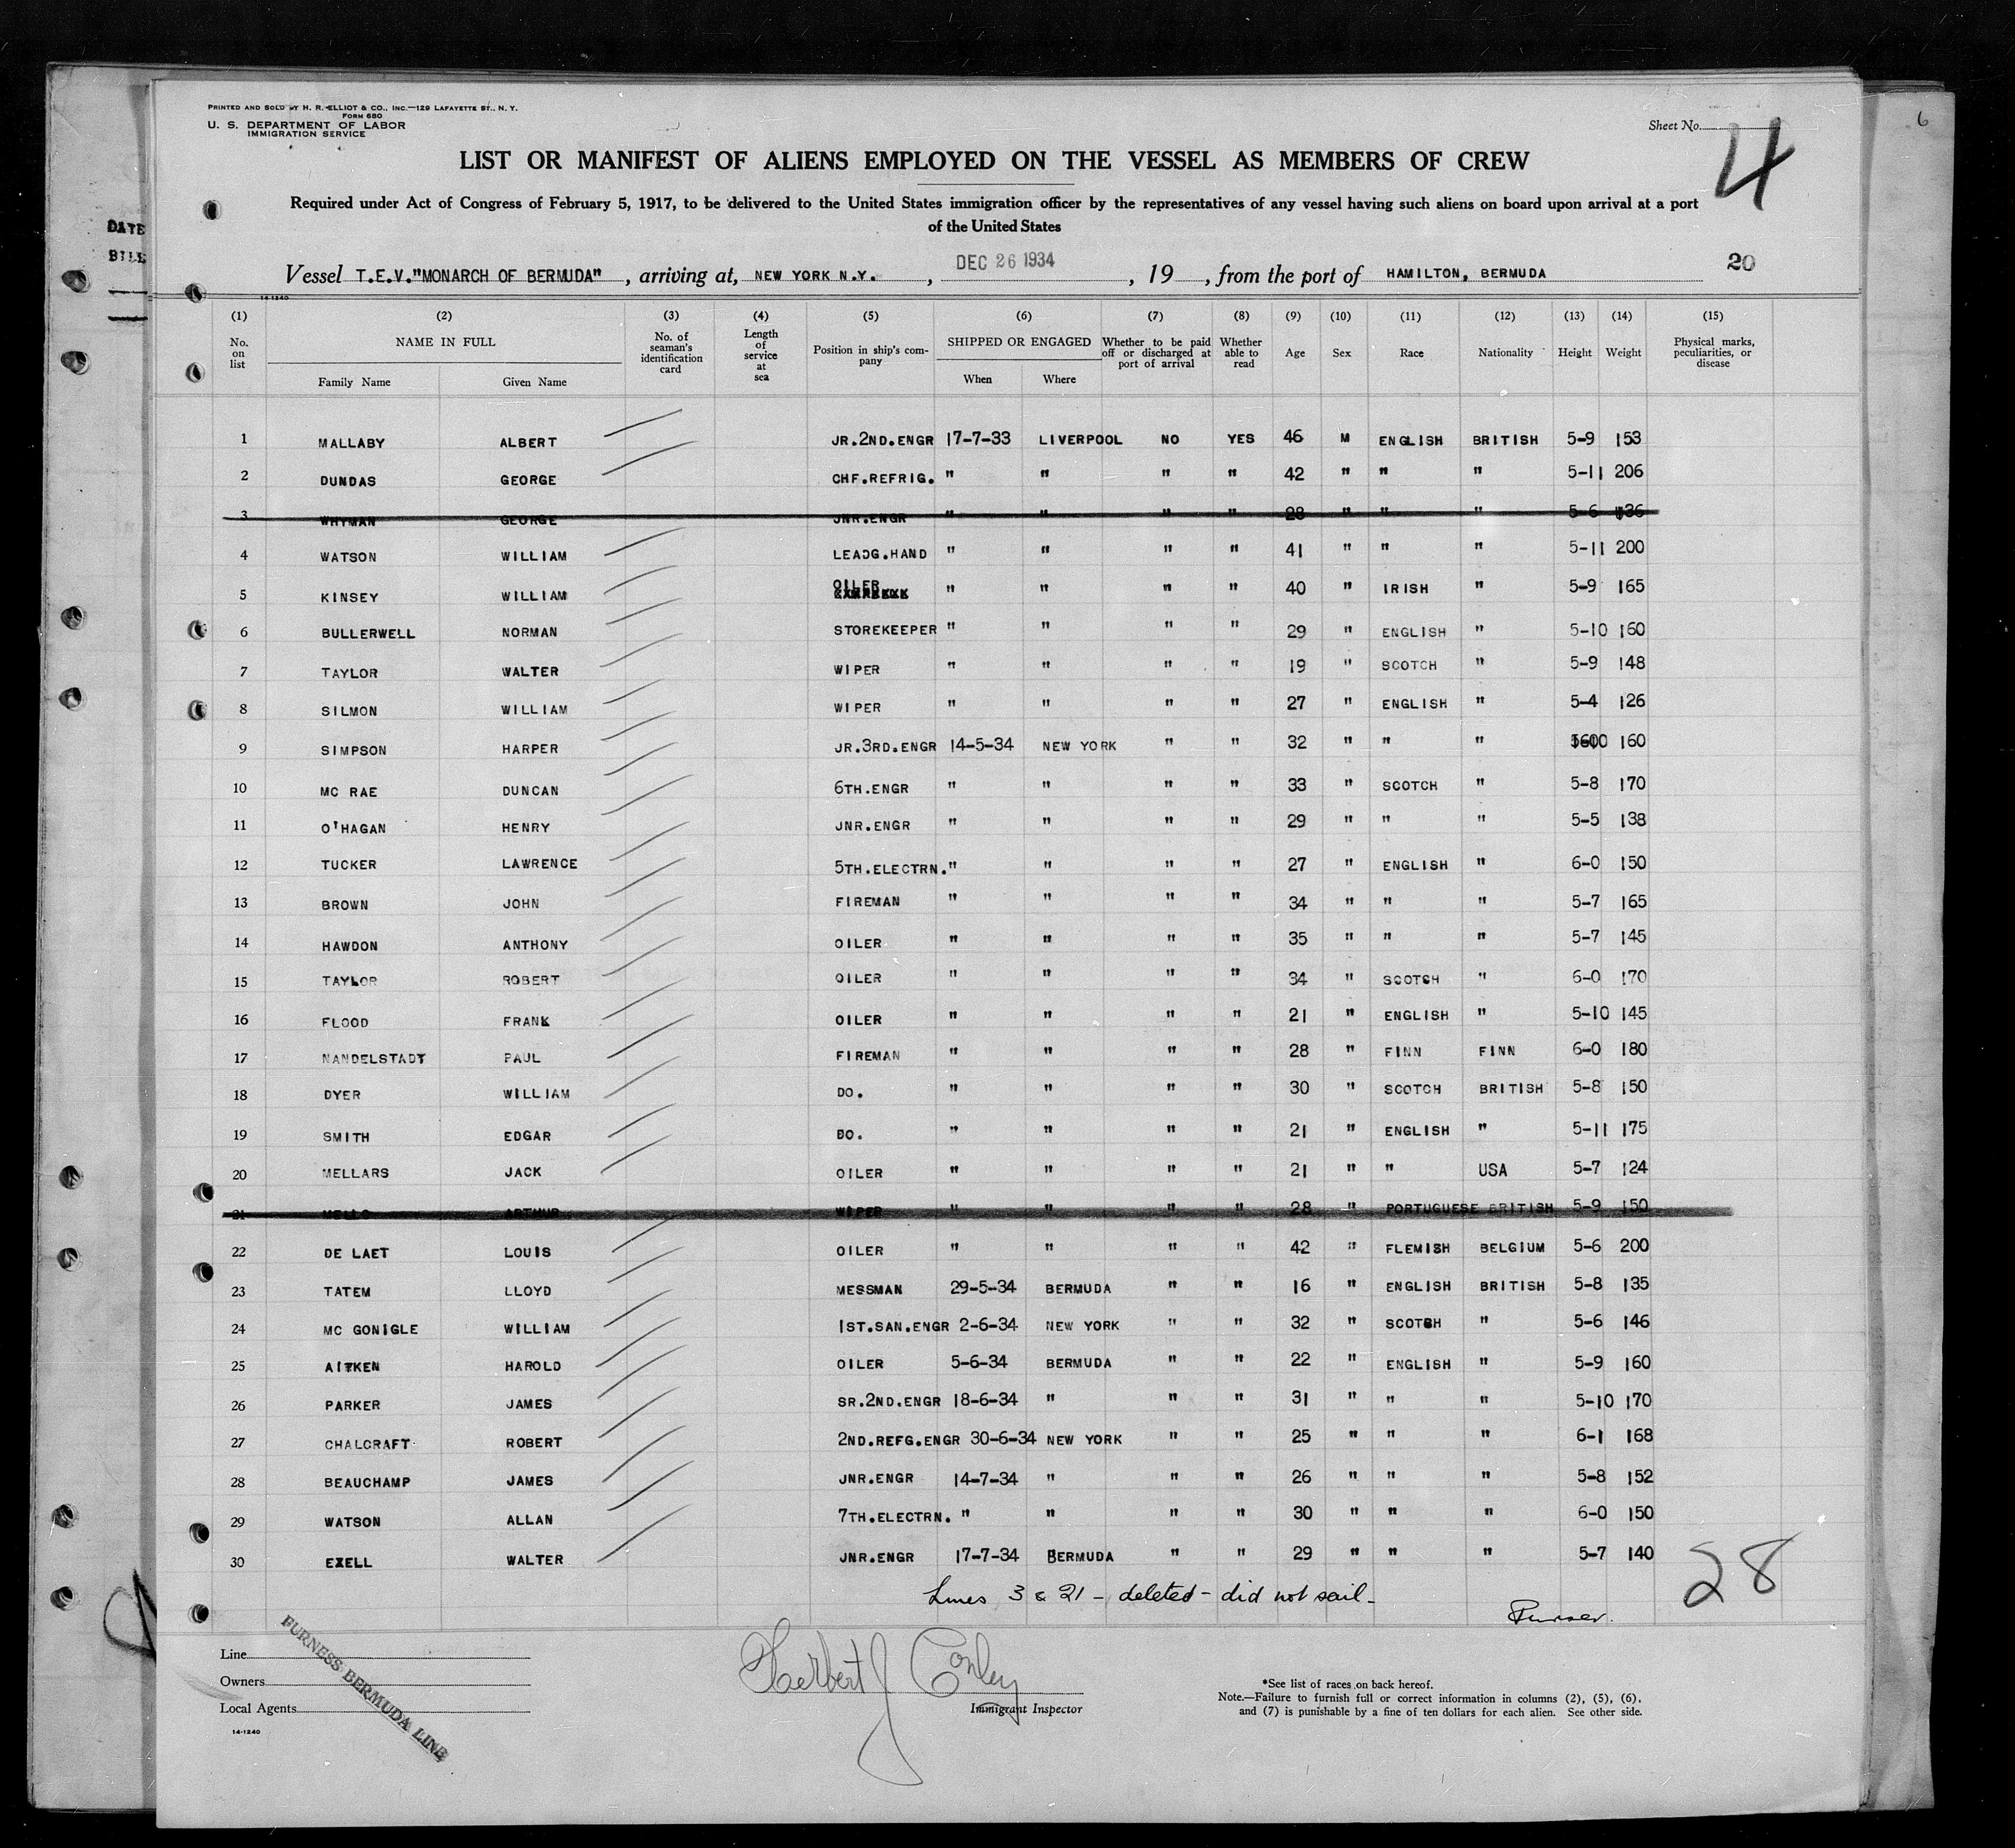 6
PRINTED AND SOLD BY H. R. ELLIOT & CO., INC.—129 LAFAYETTE ST., N. Y.
FORM 680
U. S. DEPARTMENT OF LABOR
IMMIGRATION SERVICE
Sheet No. 4
LIST OR MANIFEST OF ALIENS EMPLOYED ON THE VESSEL AS MEMBERS OF CREW
Required under Act of Congress of February 5, 1917, to be delivered to the United States immigration officer by the representatives of any vessel having such aliens on board upon arrival at a port
of the United States
DATE
Vessel T.E.V."MONARCH OF BERMUDA", arriving at, NEW YORK N.Y., DEC 26 1934, 19, from the port of HAMILTON, BERMUDA 20
14-1240
(1) (2) (3) (4) (5) (6) (7) (8) (9) (10) (11) (12) (13) (14) (15)
No. on list NAME IN FULL Family Name Given Name No. of seaman's identification card Length of service at sea Position in ship's company SHIPPED OR ENGAGED When Where Whether to be paid off or discharged at port of arrival Whether able to read Age Sex Race Nationality Height Weight Physical marks, peculiarities, or disease
1 MALLABY ALBERT JR.2ND.ENGR 17-7-33 LIVERPOOL NO YES 46 M ENGLISH BRITISH 5-9 153
2 DUNDAS GEORGE CHF.REFRIG. " " " " 42 " " " 5-11 206
3 WHYMAN GEORGE JNR.ENGR " " " " 28 " " " 5-6 136
4 WATSON WILLIAM LEADG.HAND " " " " 41 " " " 5-11 200
5 KINSEY WILLIAM OILER " " " " 40 " IRISH " 5-9 165
6 BULLERWELL NORMAN STOREKEEPER " " " " 29 " ENGLISH " 5-10 160
7 TAYLOR WALTER WIPER " " " " 19 " SCOTCH " 5-9 148
8 SILMON WILLIAM WIPER " " " " 27 " ENGLISH " 5-4 126
9 SIMPSON HARPER JR.3RD.ENGR 14-5-34 NEW YORK " " 32 " " " 160
10 MC RAE DUNCAN 6TH.ENGR " " " " 33 " SCOTCH " 5-8 170
11 O'HAGAN HENRY JNR.ENGR " " " " 29 " " " 5-5 138
12 TUCKER LAWRENCE 5TH.ELECTRN. " " " " 27 " ENGLISH " 6-0 150
13 BROWN JOHN FIREMAN " " " " 34 " " " 5-7 165
14 HAWDON ANTHONY OILER " " " " 35 " " " 5-7 145
15 TAYLOR ROBERT OILER " " " " 34 " SCOTCH " 6-0 170
16 FLOOD FRANK OILER " " " " 21 " ENGLISH " 5-10 145
17 NANDELSTADT PAUL FIREMAN " " " " 28 " FINN FINN 6-0 180
18 DYER WILLIAM DO. " " " " 30 " SCOTCH BRITISH 5-8 150
19 SMITH EDGAR DO. " " " " 21 " ENGLISH " 5-11 175
20 MELLARS JACK OILER " " " " 21 " " USA 5-7 124
21 MELLO ARTHUR WIPER " " " " 28 " PORTUGUESE BRITISH 5-9 150
22 DE LAET LOUIS OILER " " " " 42 " FLEMISH BELGIUM 5-6 200
23 TATEM LLOYD MESSMAN 29-5-34 BERMUDA " " 16 " ENGLISH BRITISH 5-8 135
24 MC GONIGLE WILLIAM 1ST.SAN.ENGR 2-6-34 NEW YORK " " 32 " SCOTCH " 5-6 146
25 AITKEN HAROLD OILER 5-6-34 BERMUDA " " 22 " ENGLISH " 5-9 160
26 PARKER JAMES SR.2ND.ENGR 18-6-34 " " " 31 " " " 5-10 170
27 CHALCRAFT ROBERT 2ND.REFG.ENGR 30-6-34 NEW YORK " " 25 " " " 6-1 168
28 BEAUCHAMP JAMES JNR.ENGR 14-7-34 " " " 26 " " " 5-8 152
29 WATSON ALLAN 7TH.ELECTRN. " " " " 30 " " " 6-0 150
30 EXELL WALTER JNR.ENGR 17-7-34 BERMUDA " " 29 " " " 5-7 140
28
Lines 3 & 21 - deleted - did not sail -
Purser.
Line
Owners
Local Agents
FURNESS BERMUDA LINE
14-1240
Herbert J Conley
Immigrant Inspector
*See list of races on back hereof.
Note.—Failure to furnish full or correct information in columns (2), (5), (6),
and (7) is punishable by a fine of ten dollars for each alien. See other side.